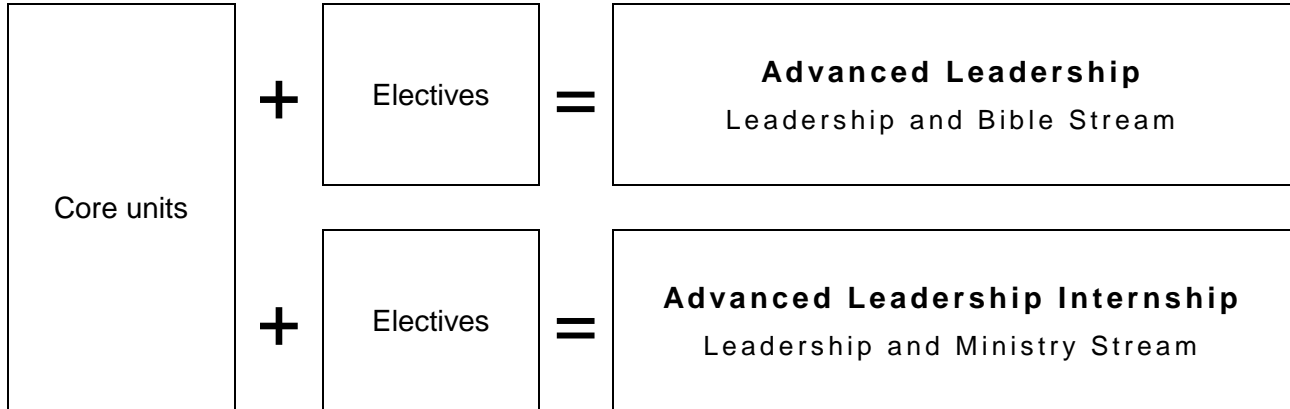 Core units
+
Electives
=
Advanced Leadership
Leadership and Bible Stream
+
Electives
=
Advanced Leadership Internship
Leadership and Ministry Stream